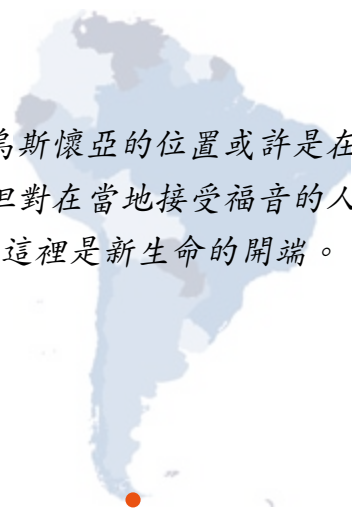 烏斯懷亞的位置或許是在
但對在當地接受福音的人
這裡是新生命的開端。